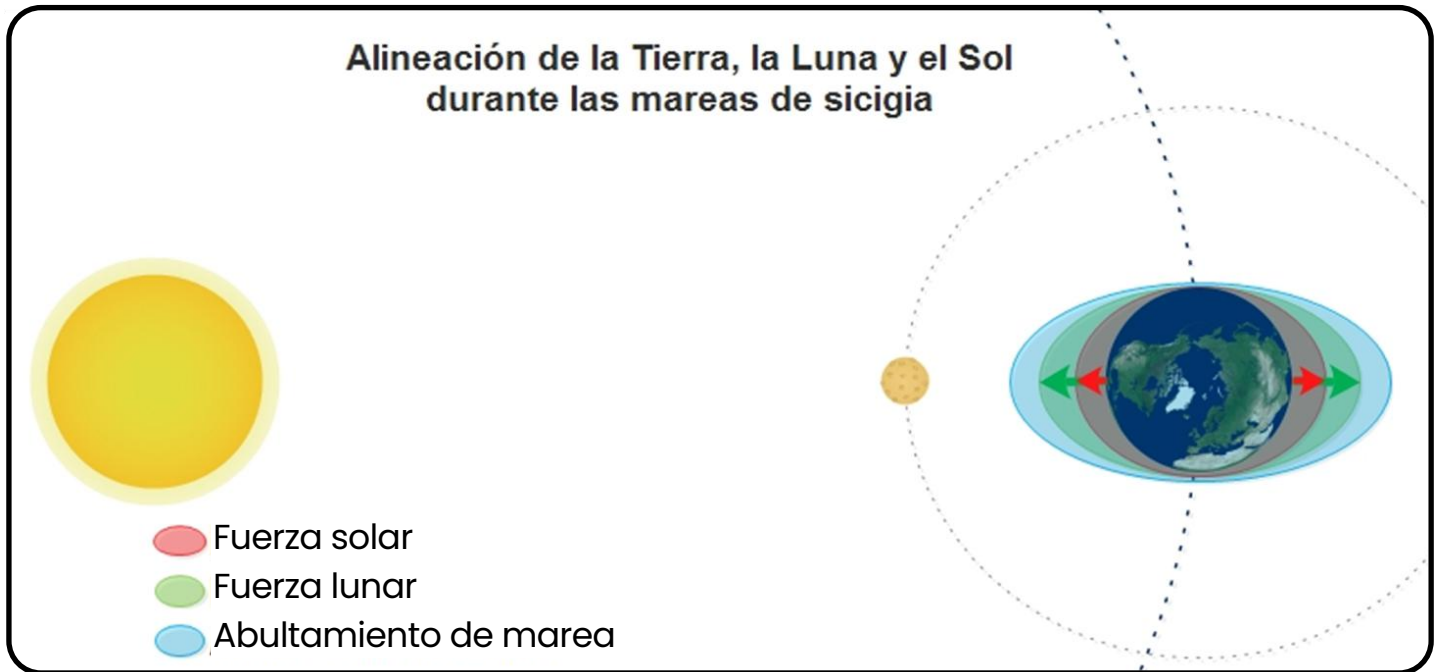 Alineación de la Tierra, la Luna y el Sol
durante las mareas de sicigia
Fuerza solar
Fuerza lunar
Abultamiento de marea